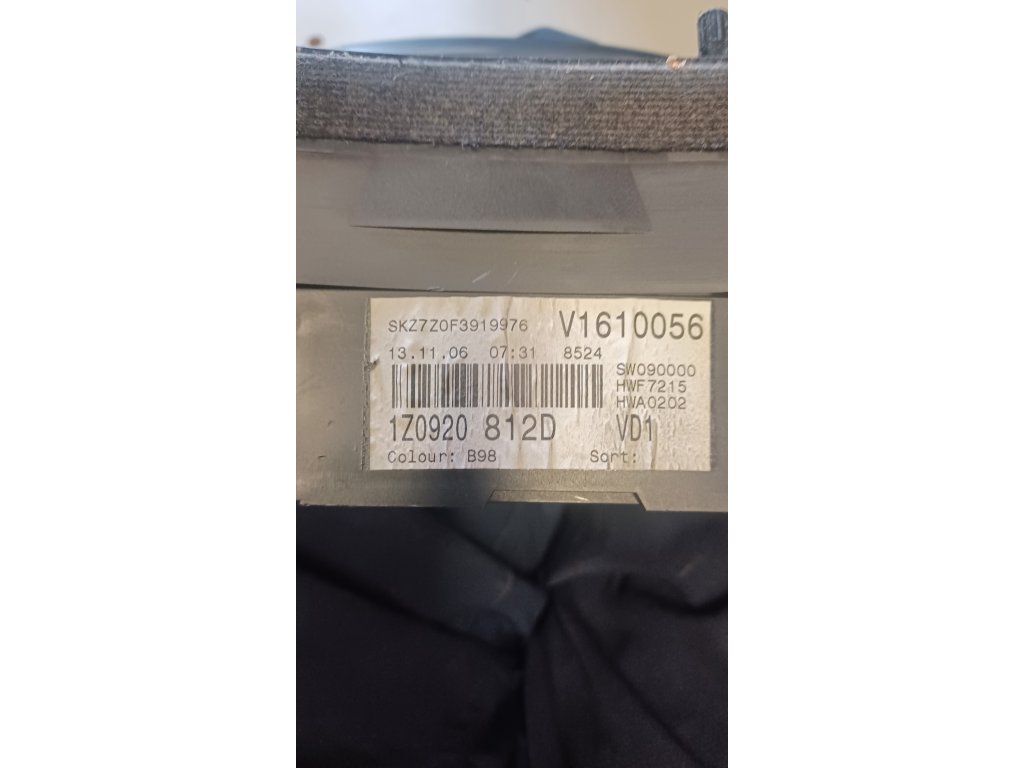 SKZ7Z0F3919976 V1610056
13.11.06 07:31 8524
SW090000
HWF7215
HWA0202
1Z0920 812D VD1
Colour: B98 Sort: